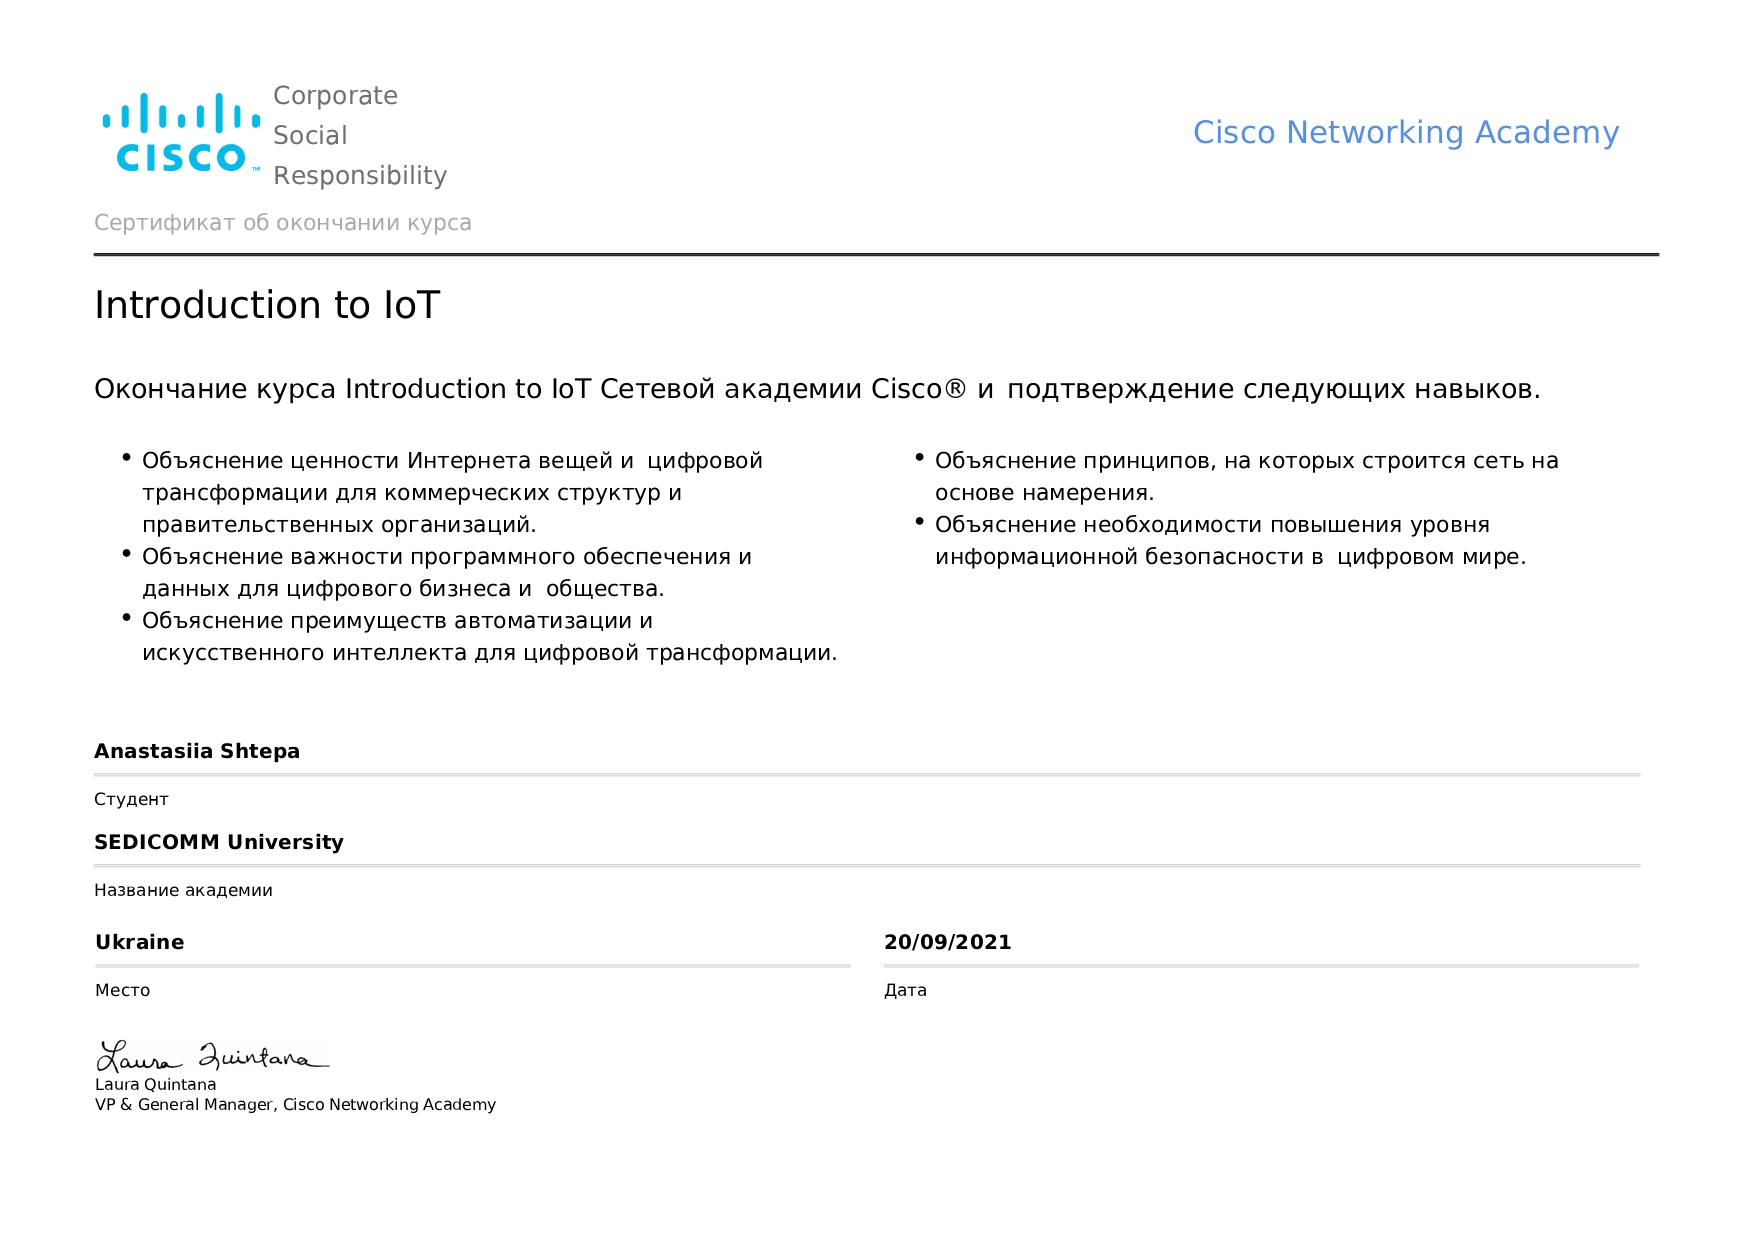 CISCO
Corporate
Social
Responsibility
Cisco Networking Academy
Сертификат об окончании курса
Introduction to IoT
Окончание курса Introduction to IoT Сетевой академии Cisco® и подтверждение следующих навыков.
• Объяснение ценности Интернета вещей и цифровой
трансформации для коммерческих структур и
правительственных организаций.
• Объяснение важности программного обеспечения и
данных для цифрового бизнеса и общества.
• Объяснение преимуществ автоматизации и
искусственного интеллекта для цифровой трансформации.
• Объяснение принципов, на которых строится сеть на
основе намерения.
• Объяснение необходимости повышения уровня
информационной безопасности в цифровом мире.
Anastasiia Shtepa
Студент
SEDICOMM University
Название академии
Ukraine
Место
20/09/2021
Дата
Laura Quintana
Laura Quintana
VP & General Manager, Cisco Networking Academy